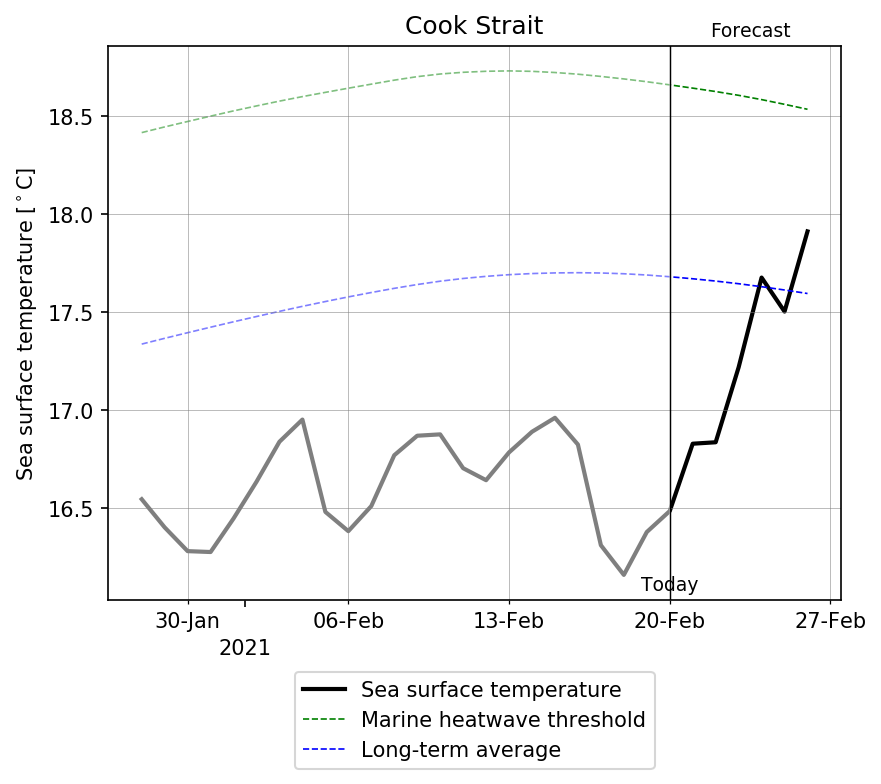 Cook Strait
Forecast
Sea surface temperature [°C]
18.5
18.0
17.5
17.0
16.5
Today
30-Jan
06-Feb
13-Feb
20-Feb
27-Feb
2021
Sea surface temperature
Marine heatwave threshold
Long-term average